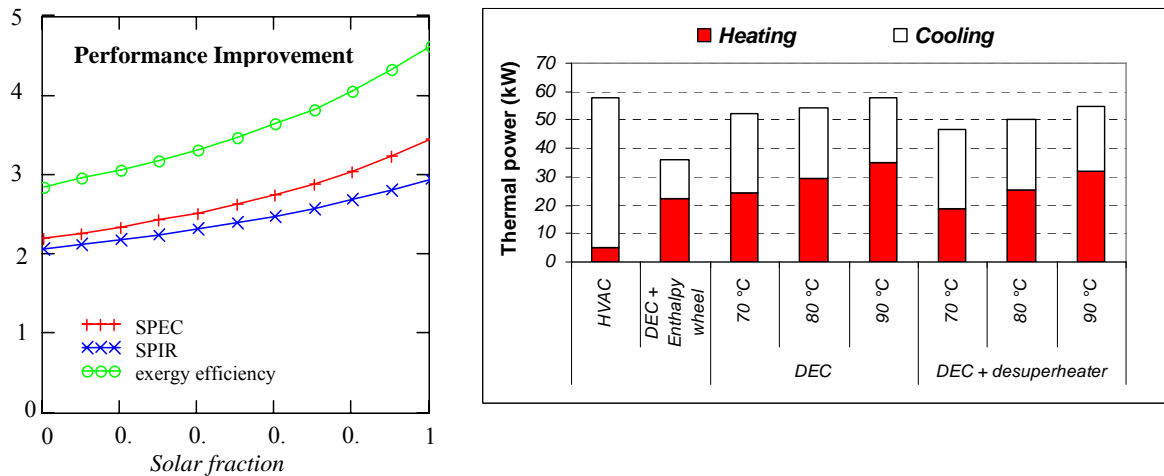 Performance Improvement
5
4
3
2
1
0
SPEC
SPIR
exergy efficiency
0 0. 0. 0. 0. 0. 1
Solar fraction
Heating Cooling
Thermal power (kW)
70
60
50
40
30
20
10
0
HVAC
DEC +
Enthalpy
wheel
70 °C
80 °C
90 °C
70 °C
80 °C
90 °C
DEC
DEC + desuperheater